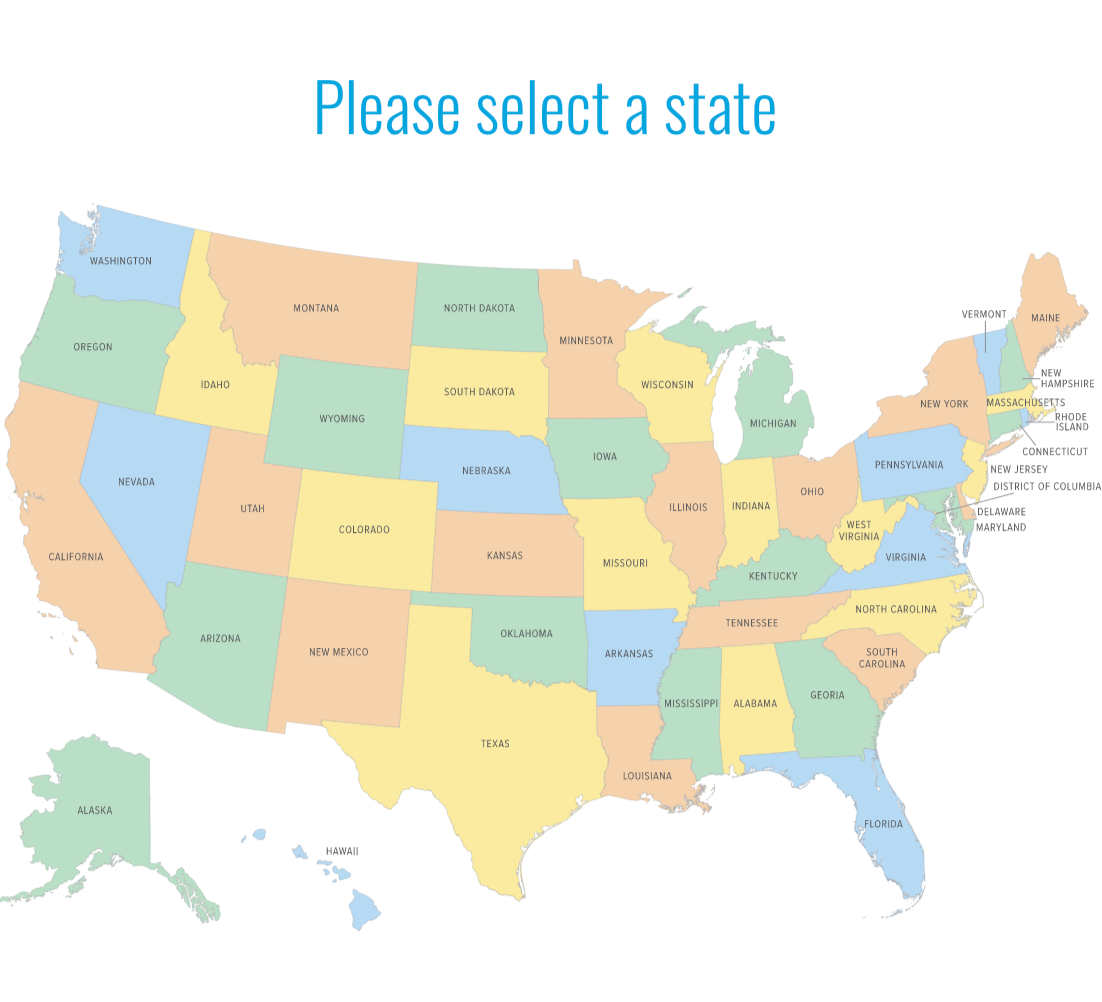 Please select a state
WASHINGTON
MONTANA
NORTH DAKOTA
MINNESOTA
VERMONT
MAINE
OREGON
IDAHO
SOUTH DAKOTA
WISCONSIN
NEW
HAMPSHIRE
WYOMING
MICHIGAN
NEW YORK
MASSACHUSETTS
RHODE
ISLAND
CONNECTICUT
NEVADA
NEBRASKA
IOWA
PENNSYLVANIA
NEW JERSEY
DISTRICT OF COLUMBIA
UTAH
COLORADO
ILLINOIS
INDIANA
OHIO
DELAWARE
MARYLAND
WEST
VIRGINIA
CALIFORNIA
KANSAS
MISSOURI
KENTUCKY
VIRGINIA
ARIZONA
NEW MEXICO
OKLAHOMA
ARKANSAS
TENNESSEE
NORTH CAROLINA
SOUTH
CAROLINA
TEXAS
MISSISSIPPI
ALABAMA
GEORIA
LOUISIANA
ALASKA
HAWAII
FLORIDA